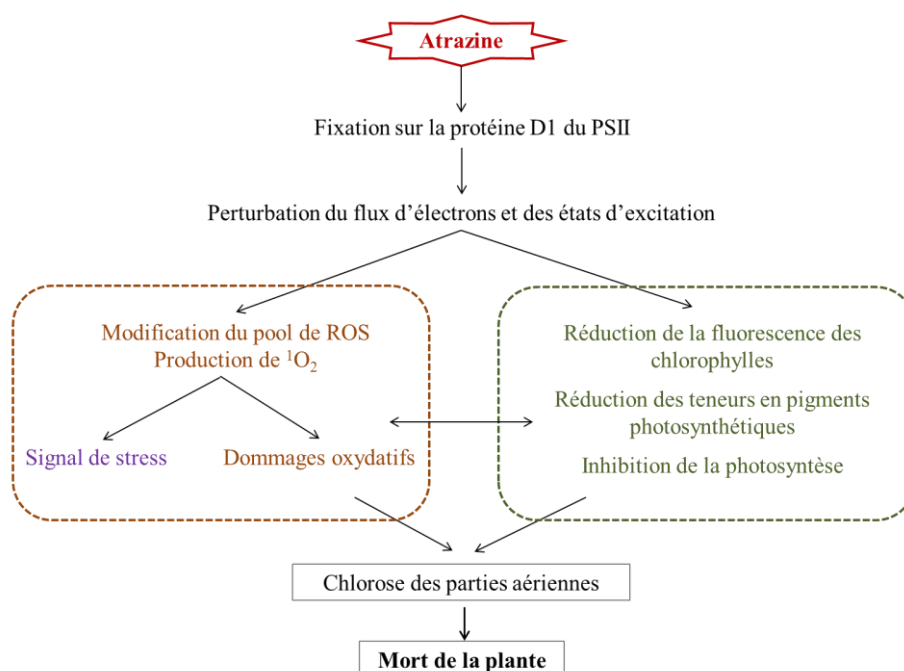 Atrazine
Fixation sur la protéine D1 du PSII
Perturbation du flux d’électrons et des états d’excitation
Modification du pool de ROS
Production de ¹O₂
Signal de stress
Dommages oxydatifs
Réduction de la fluorescence des
chlorophylles
Réduction des teneurs en pigments
photosynthétiques
Inhibition de la photosyntèse
Chlorose des parties aériennes
Mort de la plante